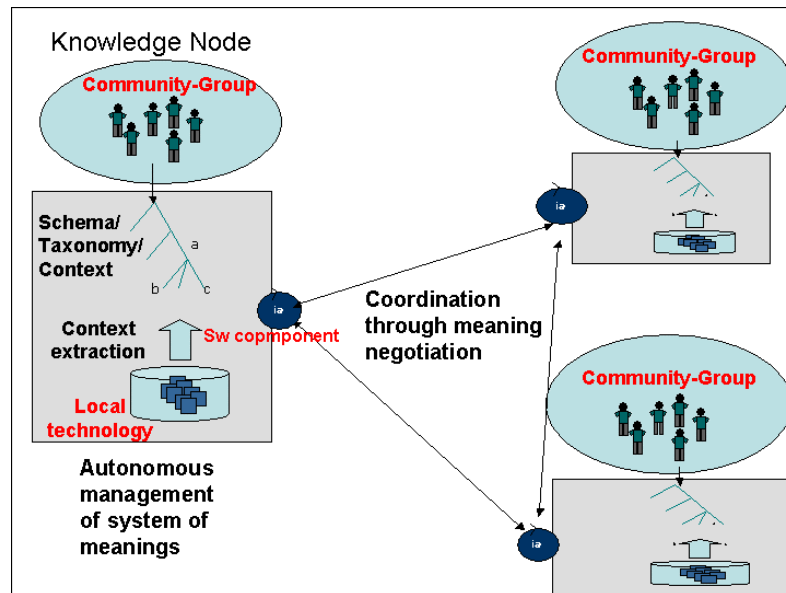 Knowledge Node
Community-Group
Schema/
Taxonomy/
Context
a
b
c
Context
extraction
ia
Sw copmponent
Local
technology
Autonomous
management
of system of
meanings
Coordination
through meaning
negotiation
Community-Group
ia
Community-Group
ia